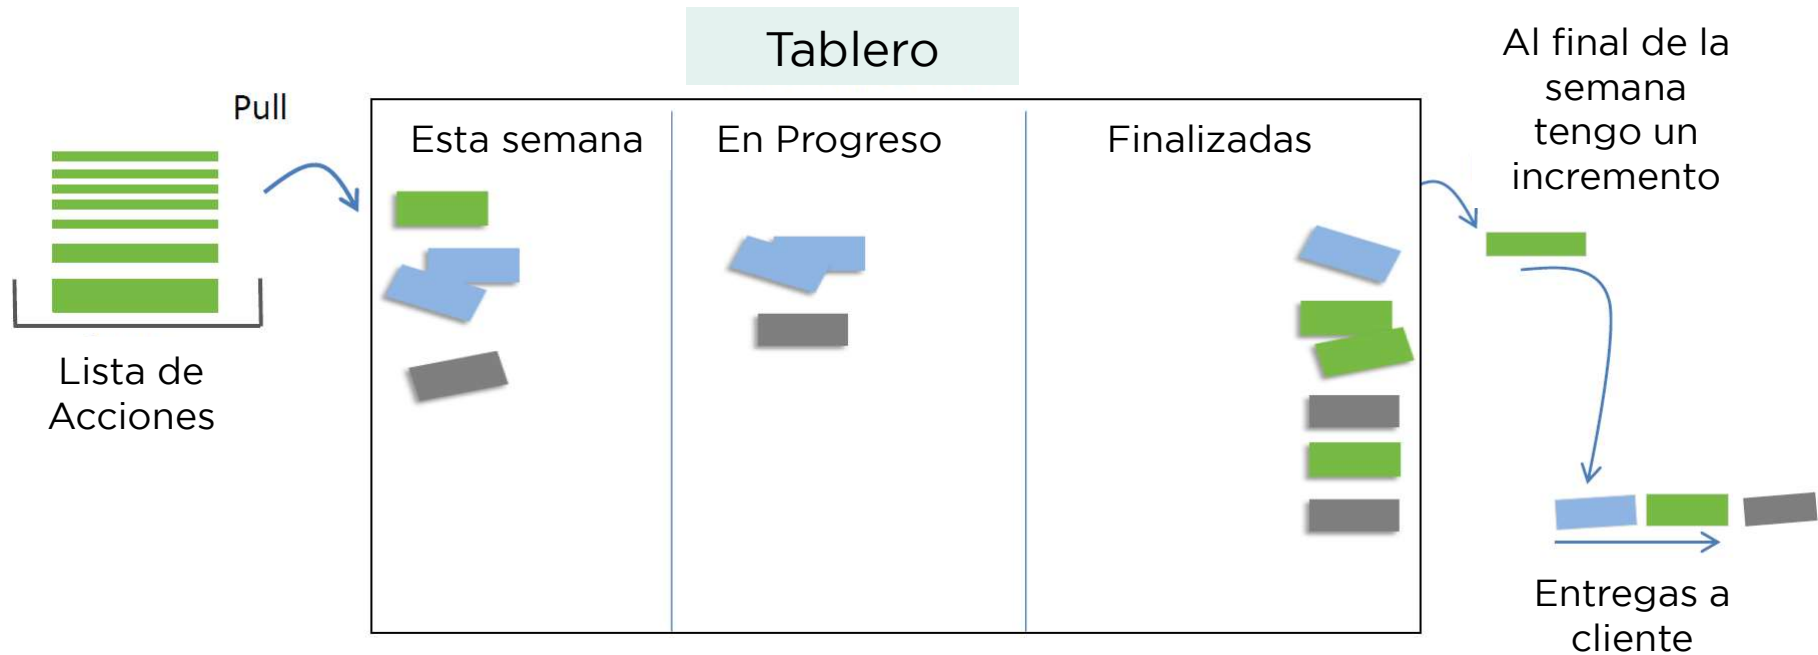 Tablero
Pull
Lista de
Acciones
Esta semana
En Progreso
Finalizadas
Al final de la
semana
tengo un
incremento
Entregas a
cliente